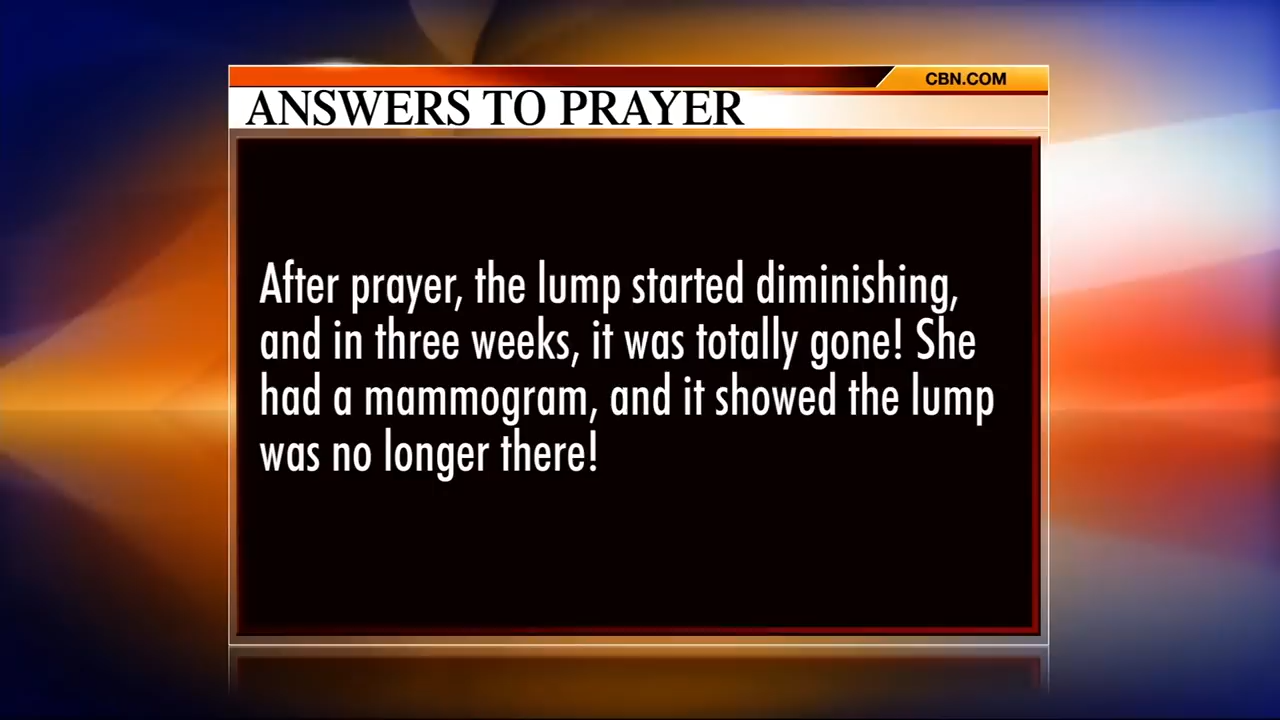 CBN.COM
ANSWERS TO PRAYER
After prayer, the lump started diminishing,
and in three weeks, it was totally gone! She
had a mammogram, and it showed the lump
was no longer there!